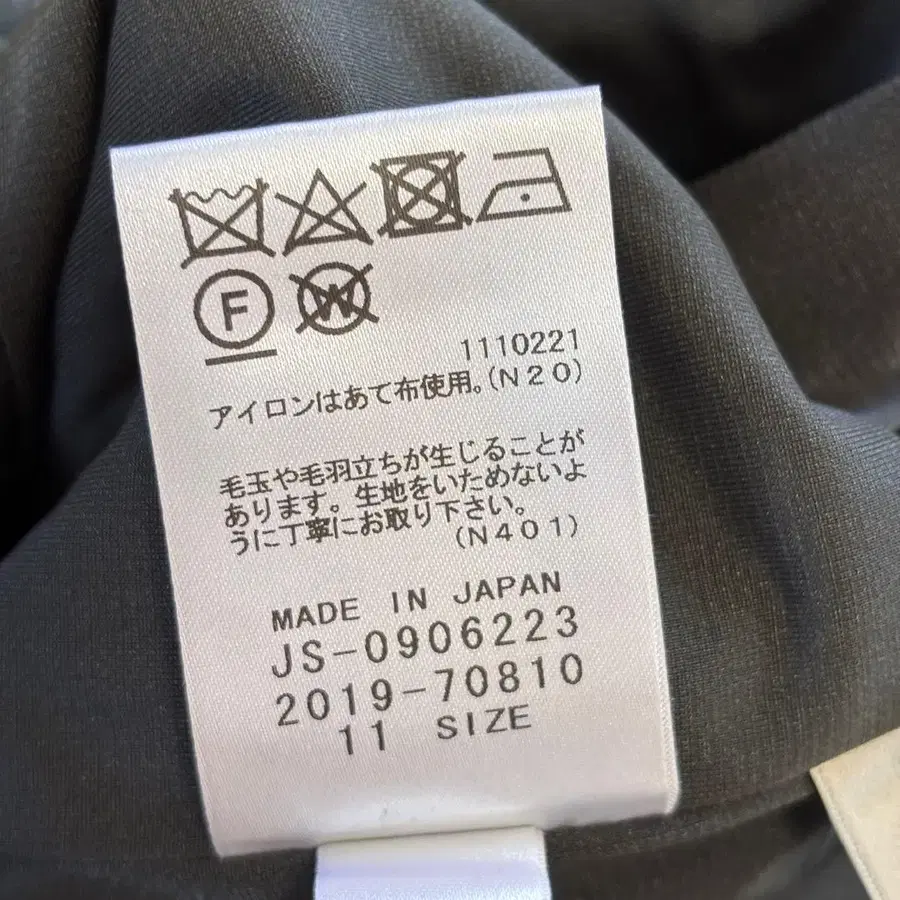 F W
1110221
アイロンはあて布使用。(N20)
毛玉や毛羽立ちが生じることが
あります。生地をいためないよ
うに丁寧にお取り下さい。
(N401)
MADE IN JAPAN
JS-0906223
2019-70810
11 SIZE